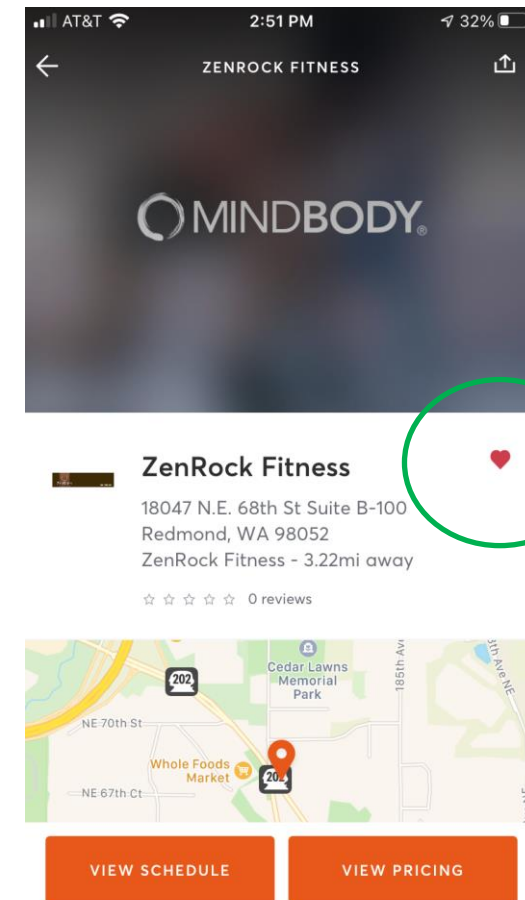 AT&T 2:51 PM 32%
ZENROCK FITNESS
MINDBODY®
ZenRock Fitness
18047 N.E. 68th St Suite B-100
Redmond, WA 98052
ZenRock Fitness - 3.22mi away
0 reviews
Cedar Lawns
Memorial
Park
185th Ave
202
NE 70th St
Whole Foods
Market
202
NE 67th Ct
VIEW SCHEDULE VIEW PRICING